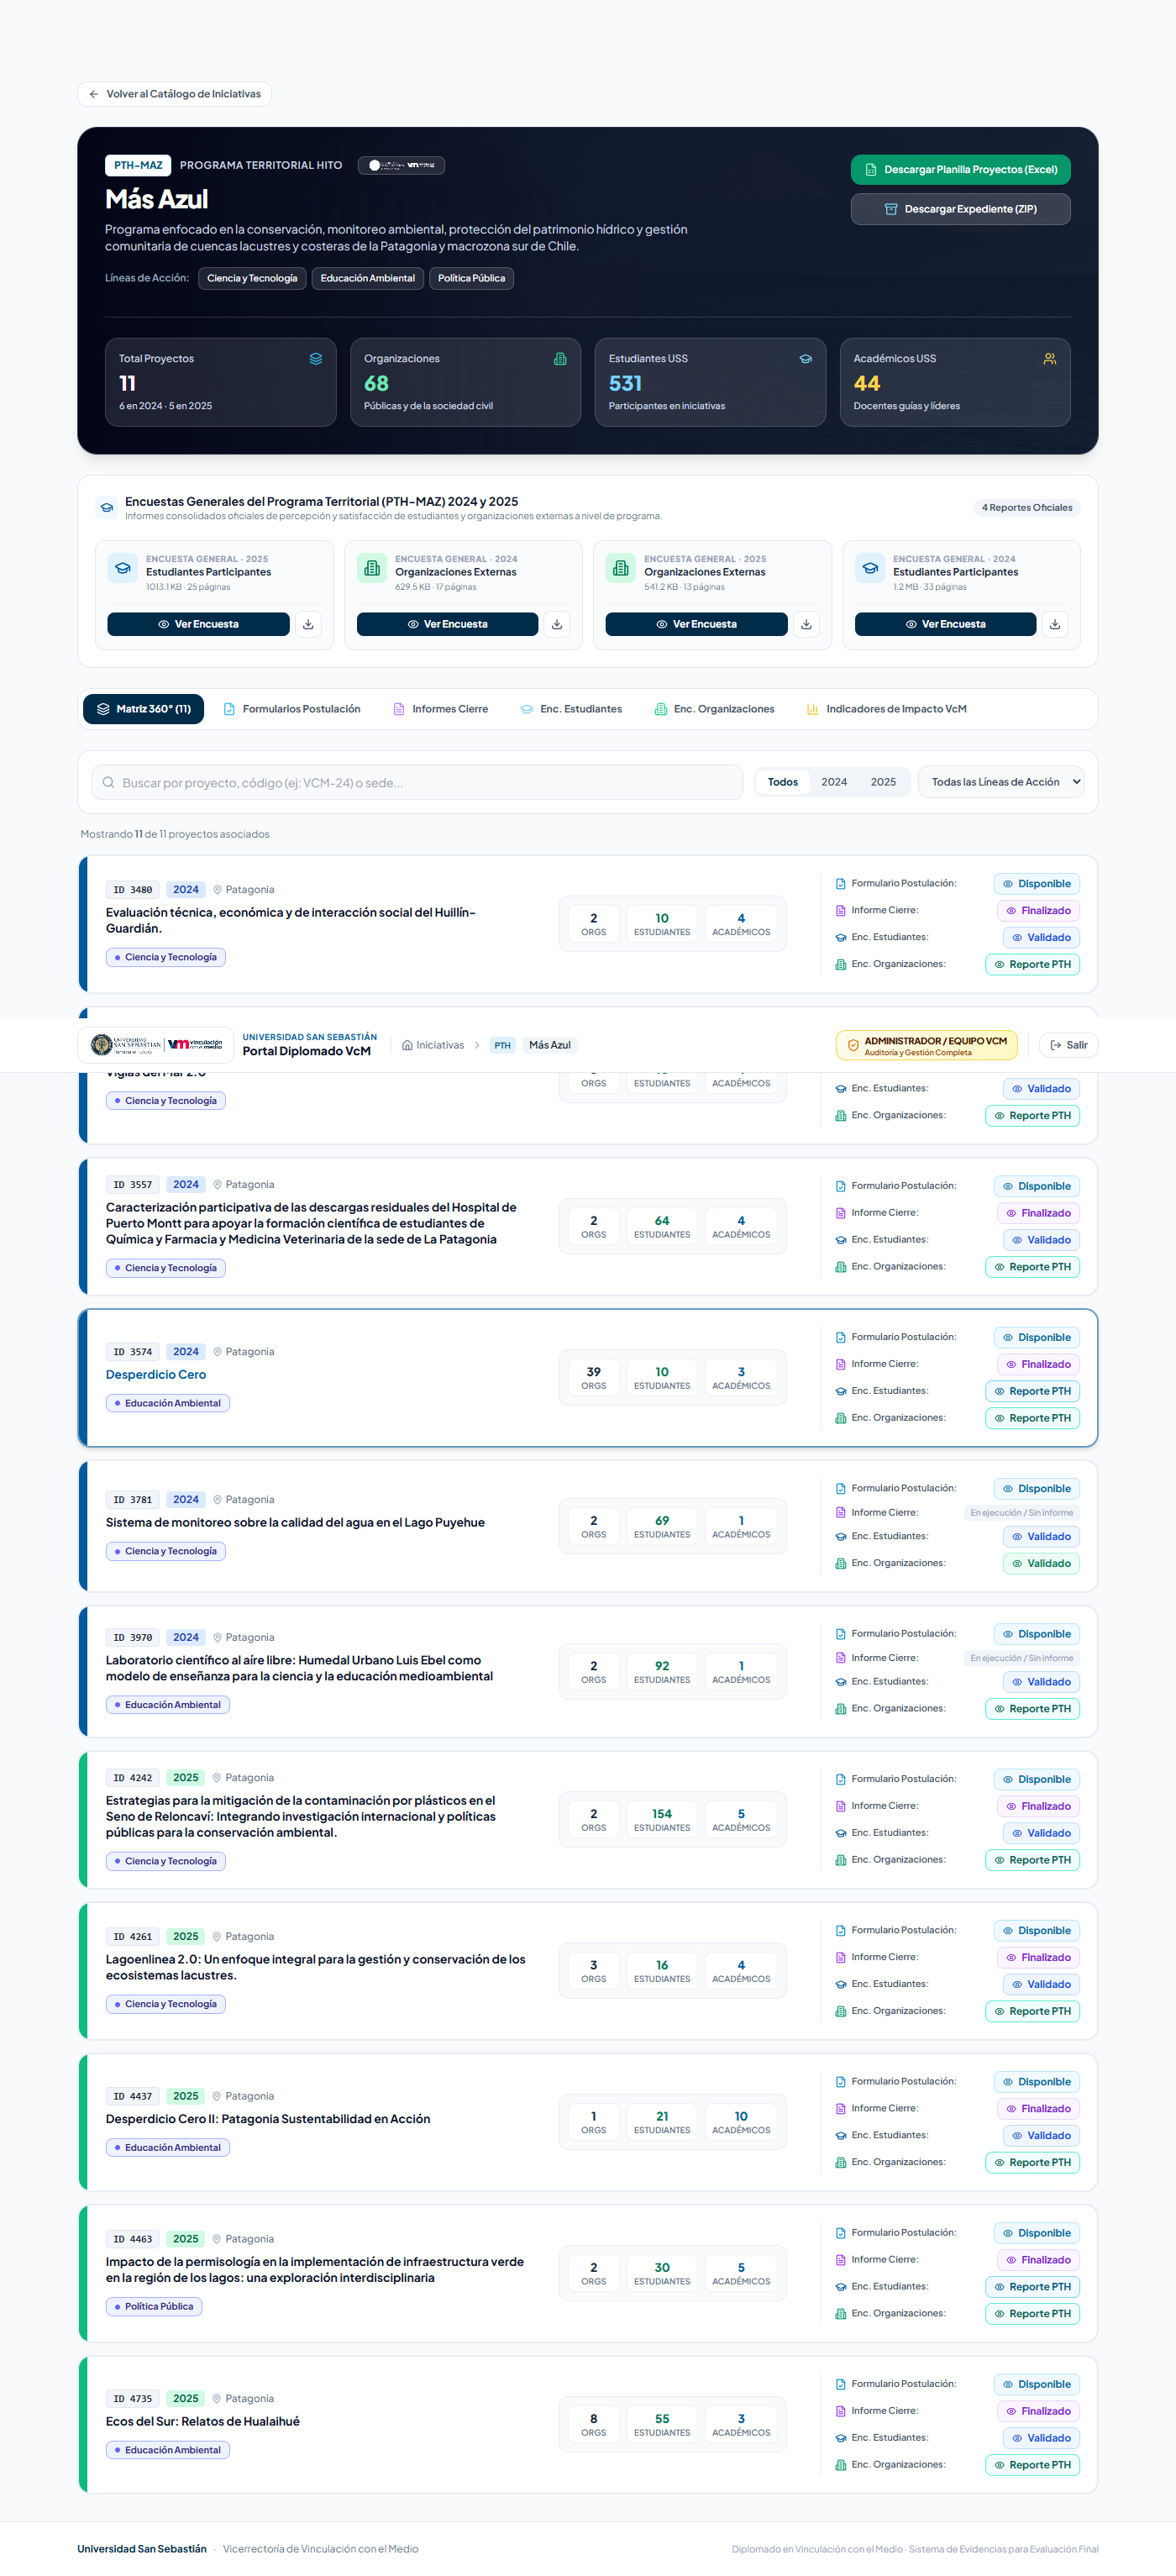 Volver al Catálogo de Iniciativas
PTH-MAZ PROGRAMA TERRITORIAL HITO
Descargar Planilla Proyectos (Excel)
Más Azul
Descargar Expediente (ZIP)
Programa enfocado en la conservación, monitoreo ambiental, protección del patrimonio hídrico y gestión
comunitaria de cuencas lacustres y costeras de la Patagonia y macrozona sur de Chile.
Líneas de Acción: Ciencia y Tecnología Educación Ambiental Política Pública
Total Proyectos
11
6 en 2024 · 5 en 2025
Organizaciones
68
Públicas y de la sociedad civil
Estudiantes USS
531
Participantes en iniciativas
Académicos USS
44
Docentes guías y líderes
Encuestas Generales del Programa Territorial (PTH-MAZ) 2024 y 2025
Informes consolidados oficiales de percepción y satisfacción de estudiantes y organizaciones externas a nivel de programa.
4 Reportes Oficiales
ENCUESTA GENERAL · 2025
Estudiantes Participantes
1013.1 KB · 25 páginas
Ver Encuesta
ENCUESTA GENERAL · 2024
Organizaciones Externas
629.5 KB · 17 páginas
Ver Encuesta
ENCUESTA GENERAL · 2025
Organizaciones Externas
541.2 KB · 13 páginas
Ver Encuesta
ENCUESTA GENERAL · 2024
Estudiantes Participantes
1.2 MB · 33 páginas
Ver Encuesta
Matriz 360° (11) Formularios Postulación Informes Cierre Enc. Estudiantes Enc. Organizaciones Indicadores de Impacto VcM
Buscar por proyecto, código (ej: VCM-24) o sede...
Todos 2024 2025 Todas las Líneas de Acción
Mostrando 11 de 11 proyectos asociados
ID 3480 2024 Patagonia
Evaluación técnica, económica y de interacción social del Huillín-
Guardián.
Ciencia y Tecnología
2 ORGS
10 ESTUDIANTES
4 ACADÉMICOS
Formulario Postulación: Disponible
Informe Cierre: Finalizado
Enc. Estudiantes: Validado
Enc. Organizaciones: Reporte PTH
UNIVERSIDAD SAN SEBASTIAN vm vinculación con el medio
UNIVERSIDAD SAN SEBASTIÁN
Portal Diplomado VcM
Iniciativas PTH Más Azul
ADMINISTRADOR / EQUIPO VCM
Auditoría y Gestión Completa
Salir
Vigías del Mar 2.0
Ciencia y Tecnología
ORGS
ESTUDIANTES
ACADÉMICOS
Enc. Estudiantes: Validado
Enc. Organizaciones: Reporte PTH
ID 3557 2024 Patagonia
Caracterización participativa de las descargas residuales del Hospital de
Puerto Montt para apoyar la formación científica de estudiantes de
Química y Farmacia y Medicina Veterinaria de la sede de La Patagonia
Ciencia y Tecnología
2 ORGS
64 ESTUDIANTES
4 ACADÉMICOS
Formulario Postulación: Disponible
Informe Cierre: Finalizado
Enc. Estudiantes: Validado
Enc. Organizaciones: Reporte PTH
ID 3574 2024 Patagonia
Desperdicio Cero
Educación Ambiental
39 ORGS
10 ESTUDIANTES
3 ACADÉMICOS
Formulario Postulación: Disponible
Informe Cierre: Finalizado
Enc. Estudiantes: Reporte PTH
Enc. Organizaciones: Reporte PTH
ID 3781 2024 Patagonia
Sistema de monitoreo sobre la calidad del agua en el Lago Puyehue
Ciencia y Tecnología
2 ORGS
69 ESTUDIANTES
1 ACADÉMICOS
Formulario Postulación: Disponible
Informe Cierre: En ejecución / Sin informe
Enc. Estudiantes: Validado
Enc. Organizaciones: Validado
ID 3970 2024 Patagonia
Laboratorio científico al aíre libre: Humedal Urbano Luis Ebel como
modelo de enseñanza para la ciencia y la educación medioambiental
Educación Ambiental
2 ORGS
92 ESTUDIANTES
1 ACADÉMICOS
Formulario Postulación: Disponible
Informe Cierre: En ejecución / Sin informe
Enc. Estudiantes: Validado
Enc. Organizaciones: Reporte PTH
ID 4242 2025 Patagonia
Estrategias para la mitigación de la contaminación por plásticos en el
Seno de Reloncaví: Integrando investigación internacional y políticas
públicas para la conservación ambiental.
Ciencia y Tecnología
2 ORGS
154 ESTUDIANTES
5 ACADÉMICOS
Formulario Postulación: Disponible
Informe Cierre: Finalizado
Enc. Estudiantes: Validado
Enc. Organizaciones: Reporte PTH
ID 4261 2025 Patagonia
Lagoenlinea 2.0: Un enfoque integral para la gestión y conservación de los
ecosistemas lacustres.
Ciencia y Tecnología
3 ORGS
16 ESTUDIANTES
4 ACADÉMICOS
Formulario Postulación: Disponible
Informe Cierre: Finalizado
Enc. Estudiantes: Validado
Enc. Organizaciones: Reporte PTH
ID 4437 2025 Patagonia
Desperdicio Cero II: Patagonia Sustentabilidad en Acción
Educación Ambiental
1 ORGS
21 ESTUDIANTES
10 ACADÉMICOS
Formulario Postulación: Disponible
Informe Cierre: Finalizado
Enc. Estudiantes: Validado
Enc. Organizaciones: Reporte PTH
ID 4463 2025 Patagonia
Impacto de la permisología en la implementación de infraestructura verde
en la región de los lagos: una exploración interdisciplinaria
Política Pública
2 ORGS
30 ESTUDIANTES
5 ACADÉMICOS
Formulario Postulación: Disponible
Informe Cierre: Finalizado
Enc. Estudiantes: Reporte PTH
Enc. Organizaciones: Reporte PTH
ID 4735 2025 Patagonia
Ecos del Sur: Relatos de Hualaihué
Educación Ambiental
8 ORGS
55 ESTUDIANTES
3 ACADÉMICOS
Formulario Postulación: Disponible
Informe Cierre: Finalizado
Enc. Estudiantes: Validado
Enc. Organizaciones: Reporte PTH
Universidad San Sebastián · Vicerrectoría de Vinculación con el Medio
Diplomado en Vinculación con el Medio · Sistema de Evidencias para Evaluación Final